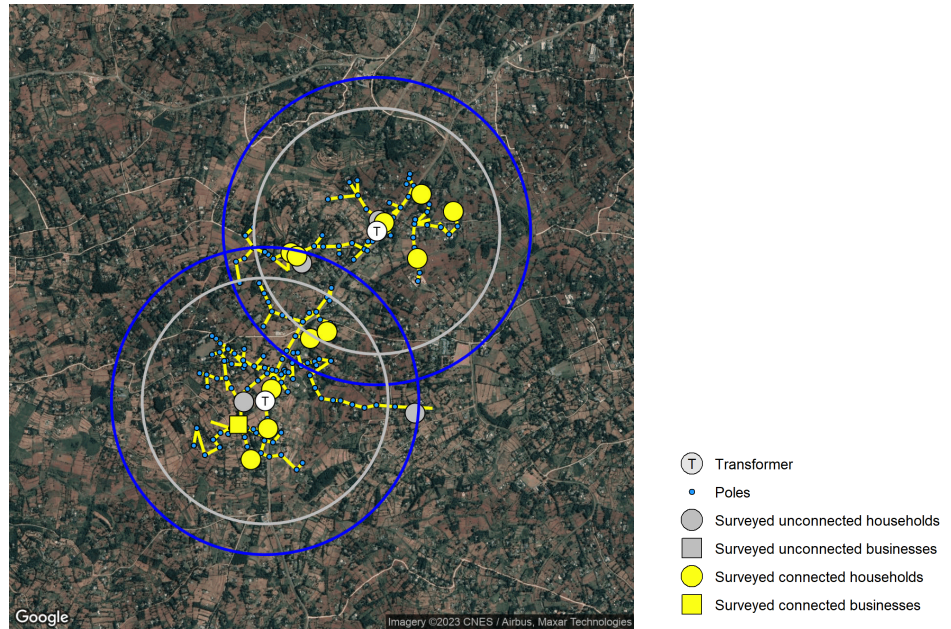 T
T
Google
Imagery ©2023 CNES / Airbus, Maxar Technologies
T Transformer
Poles
Surveyed unconnected households
Surveyed unconnected businesses
Surveyed connected households
Surveyed connected businesses